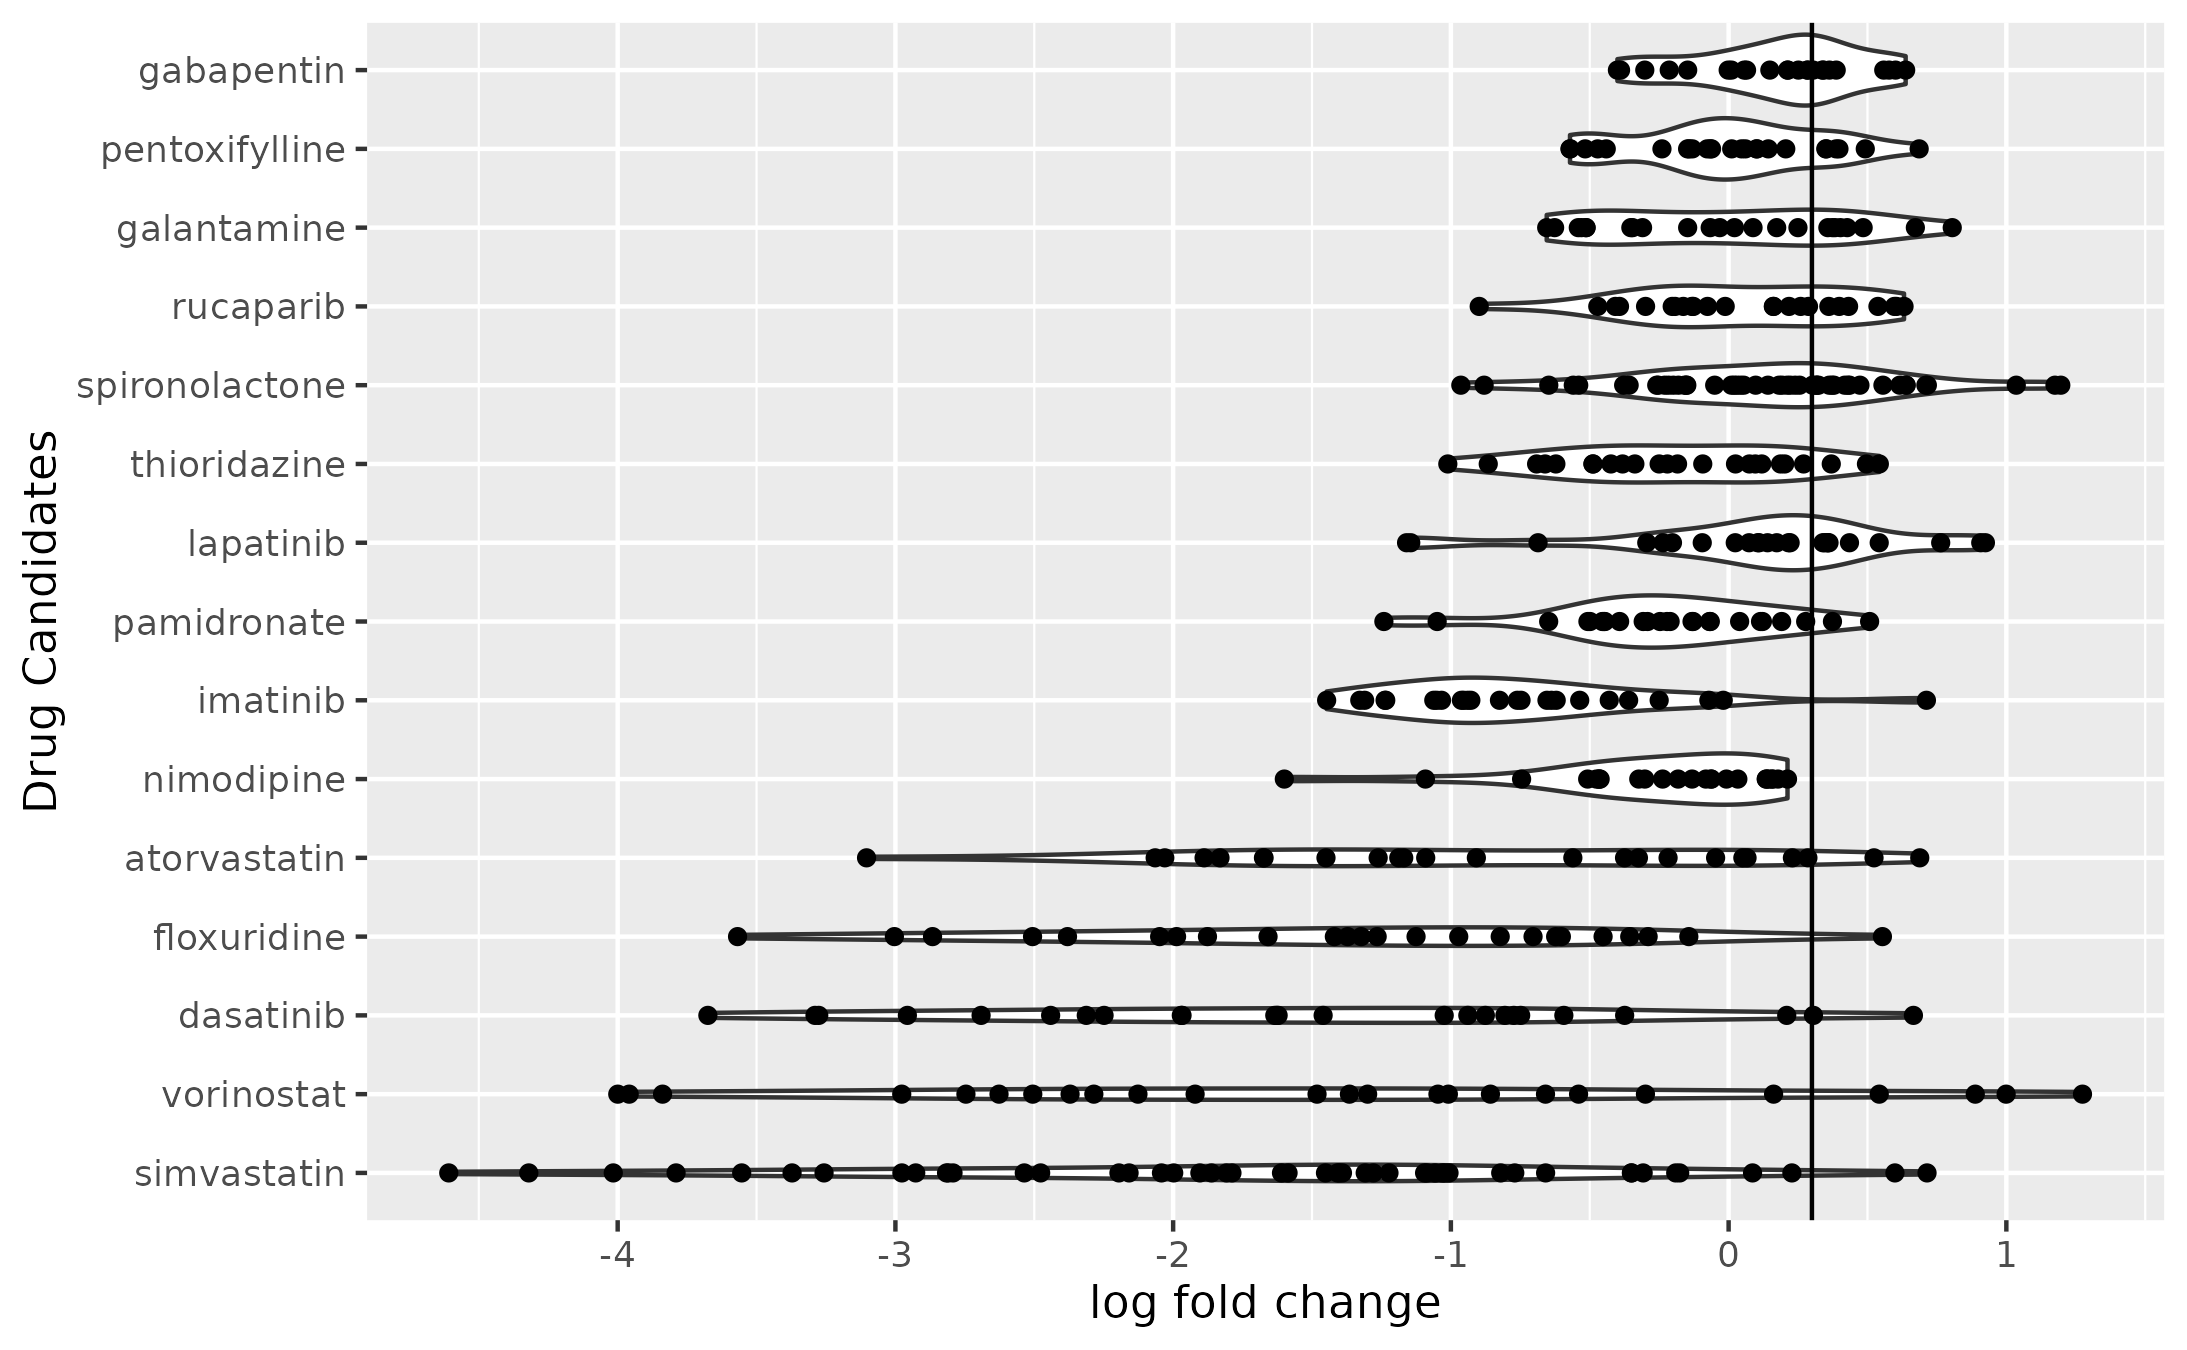 Drug Candidates
gabapentin
pentoxifylline
galantamine
rucaparib
spironolactone
thioridazine
lapatinib
pamidronate
imatinib
nimodipine
atorvastatin
floxuridine
dasatinib
vorinostat
simvastatin
-4 -3 -2 -1 0 1
log fold change